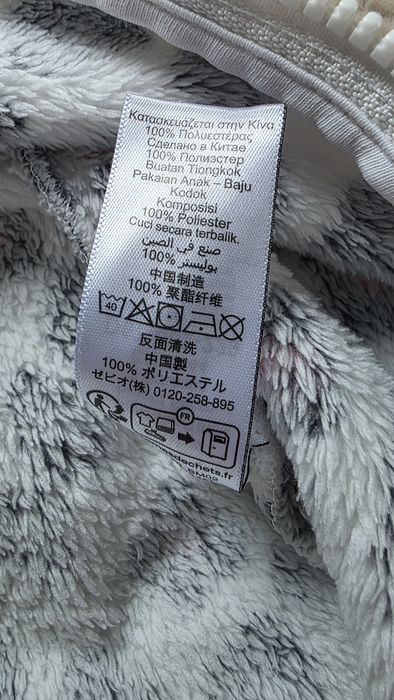 Κατασκευάζεται στην Κίνα
100% Πολυεστέρας
Сделано в Китае
100% Полиэстер
Buatan Tiongkok
Pakaian Anak – Baju
Kodok
Komposisi
100% Poliester
Cuci secara terbalik.
صنع في الصين
100% بوليستر
中国制造
100% 聚酯纤维
40
反面清洗
中国製
100% ポリエステル
ゼビオ(株) 0120-258-895
FR
dechets.fr